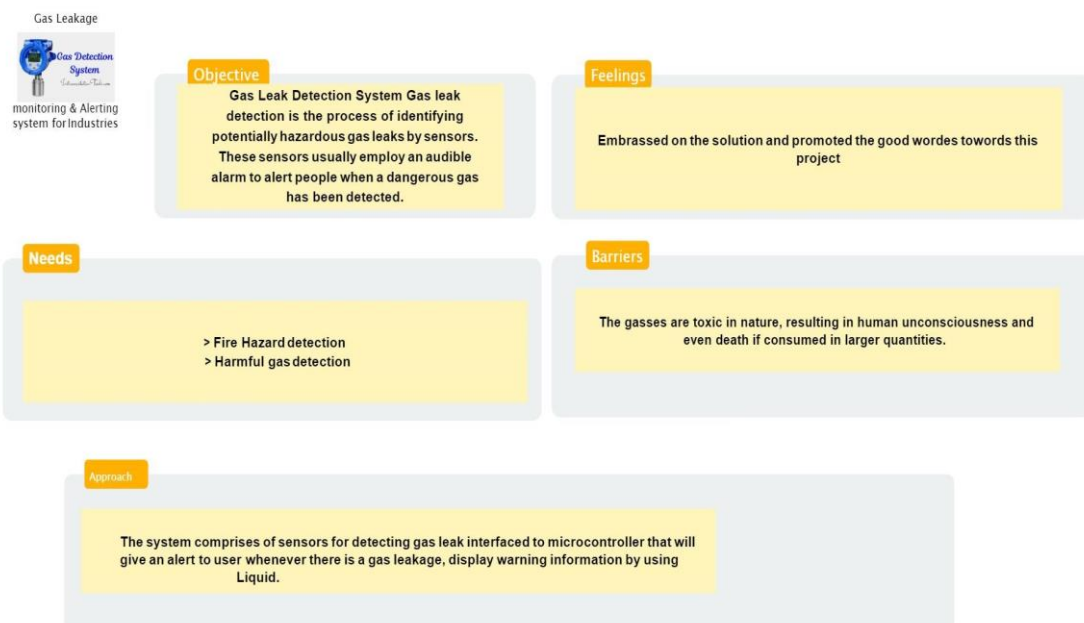 Gas Leakage
Gas Detection
System
monitoring & Alerting
system for Industries
Objective
Gas Leak Detection System Gas leak
detection is the process of identifying
potentially hazardous gas leaks by sensors.
These sensors usually employ an audible
alarm to alert people when a dangerous gas
has been detected.
Feelings
Embrassed on the solution and promoted the good wordes towords this
project
Needs
> Fire Hazard detection
> Harmful gas detection
Barriers
The gasses are toxic in nature, resulting in human unconsciousness and
even death if consumed in larger quantities.
Approach
The system comprises of sensors for detecting gas leak interfaced to microcontroller that will
give an alert to user whenever there is a gas leakage, display warning information by using
Liquid.